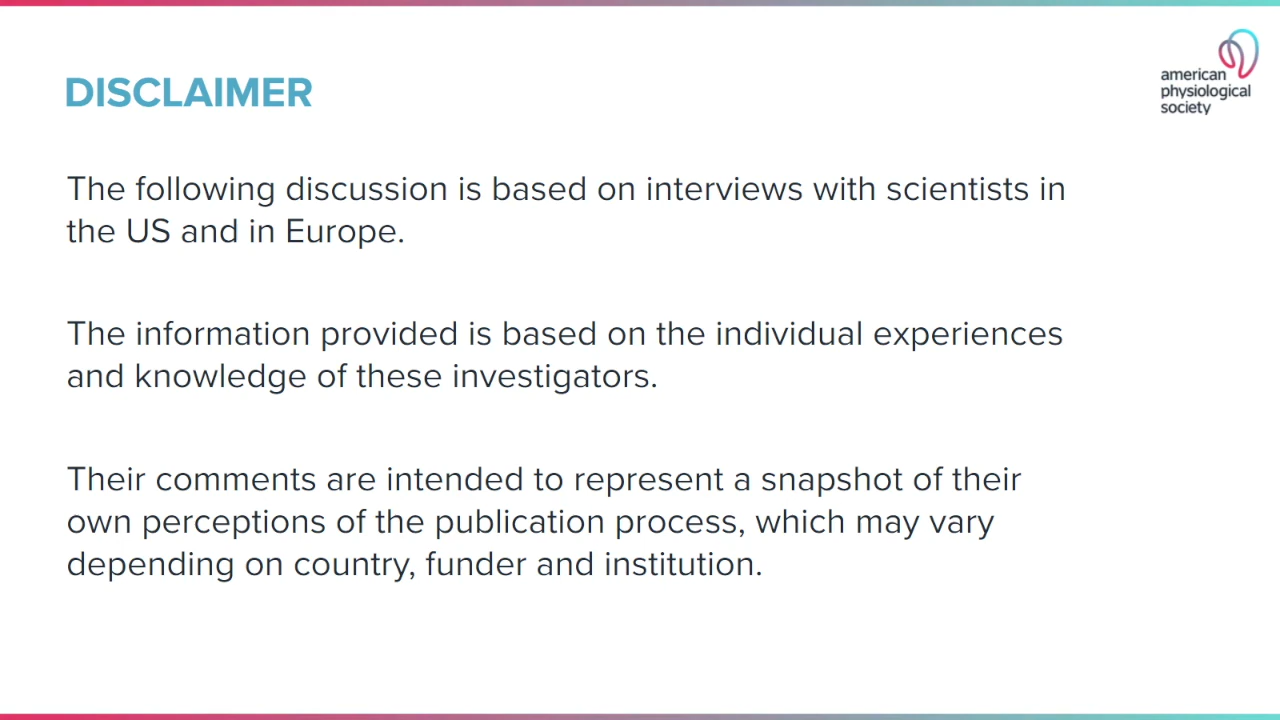 DISCLAIMER
american
physiological
society
The following discussion is based on interviews with scientists in
the US and in Europe.
The information provided is based on the individual experiences
and knowledge of these investigators.
Their comments are intended to represent a snapshot of their
own perceptions of the publication process, which may vary
depending on country, funder and institution.